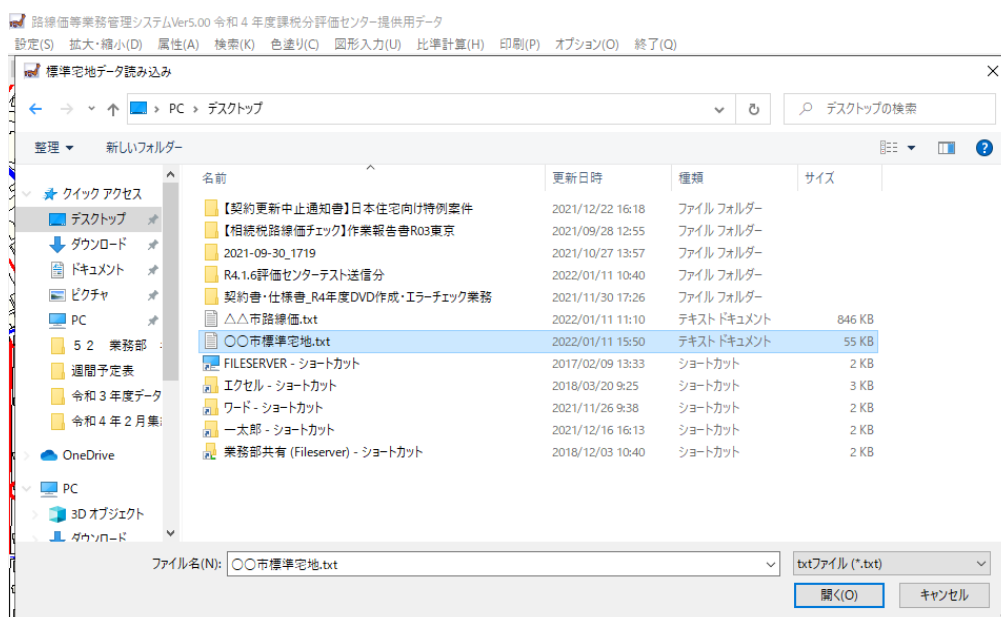 路線価等業務管理システムVer5.00 令和４年度課税分評価センター提供用データ
設定(S) 拡大・縮小(D) 属性(A) 検索(K) 色塗り(C) 図形入力(U) 比準計算(H) 印刷(P) オプション(O) 終了(Q)
標準宅地データ読み込み
PC › デスクトップ
デスクトップの検索
整理 新しいフォルダー
名前 更新日時 種類 サイズ
クイック アクセス
デスクトップ
ダウンロード
ドキュメント
ピクチャ
PC
５２ 業務部
週間予定表
令和３年度データ
令和４年２月集
OneDrive
PC
3D オブジェクト
ダウンロード
【契約更新中止通知書】日本住宅向け特例案件 2021/12/22 16:18 ファイル フォルダー
【相続税路線価チェック】作業報告書R03東京 2021/09/28 12:55 ファイル フォルダー
2021-09-30_1719 2021/10/27 13:57 ファイル フォルダー
R4.1.6評価センターテスト送信分 2022/01/11 10:40 ファイル フォルダー
契約書・仕様書_R4年度DVD作成・エラーチェック業務 2021/11/30 17:26 ファイル フォルダー
△△市路線価.txt 2022/01/11 11:10 テキスト ドキュメント 846 KB
〇〇市標準宅地.txt 2022/01/11 15:50 テキスト ドキュメント 55 KB
FILESERVER - ショートカット 2017/02/09 13:33 ショートカット 2 KB
エクセル - ショートカット 2018/03/20 9:25 ショートカット 3 KB
ワード - ショートカット 2021/11/26 9:38 ショートカット 2 KB
一太郎 - ショートカット 2021/12/16 16:13 ショートカット 2 KB
業務部共有 (Fileserver) - ショートカット 2018/12/03 10:40 ショートカット 2 KB
ファイル名(N): 〇〇市標準宅地.txt txtファイル (*.txt)
開く(O) キャンセル